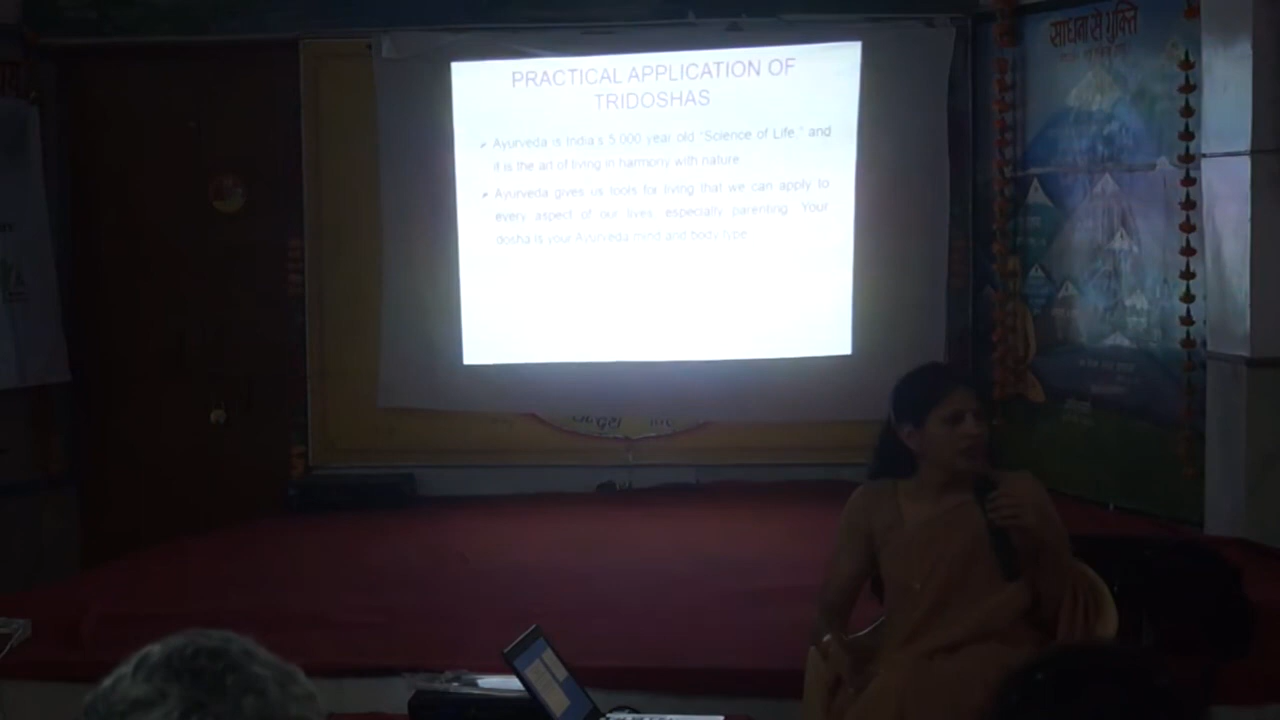 साधना से मुक्ति
PRACTICAL APPLICATION OF
TRIDOSHAS
Ayurveda is India's 5,000 year old "Science of Life," and
it is the art of living in harmony with nature.
Ayurveda gives us tools for living that we can apply to
every aspect of our lives, especially parenting. Your
dosha is your Ayurveda mind and body type.